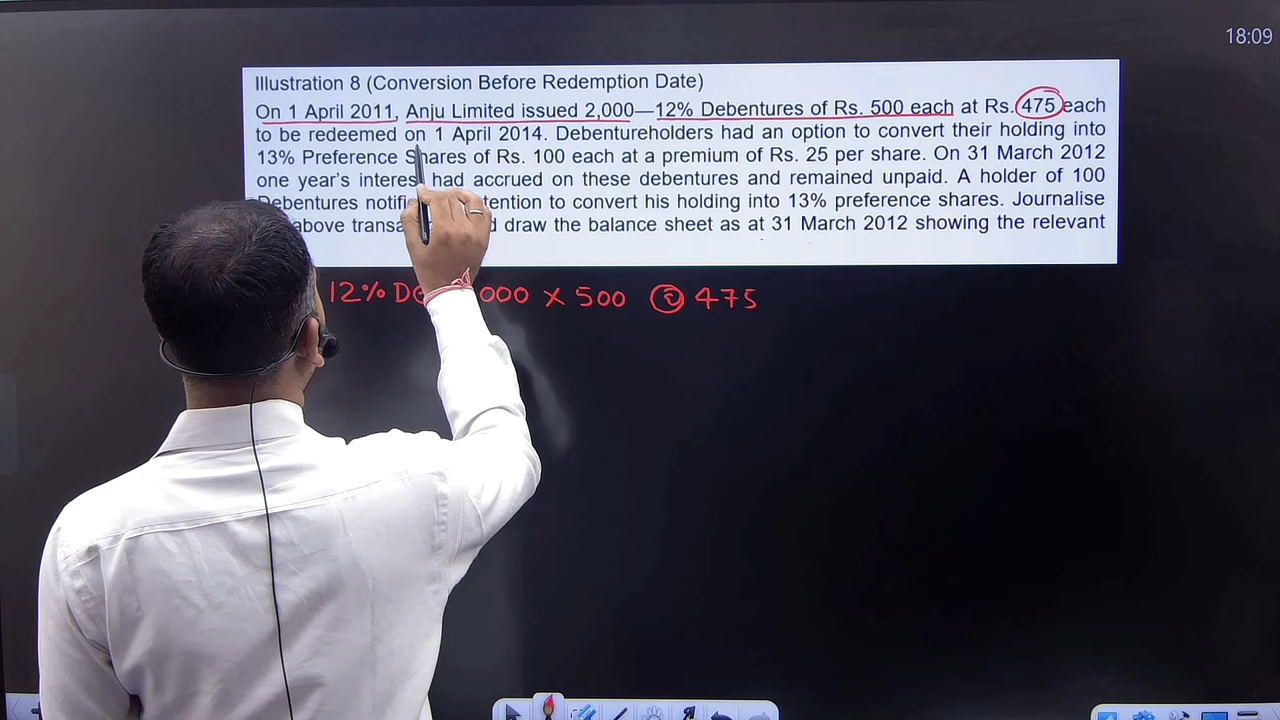 18:09
Illustration 8 (Conversion Before Redemption Date)
On 1 April 2011, Anju Limited issued 2,000—12% Debentures of Rs. 500 each at Rs. 475 each
to be redeemed on 1 April 2014. Debentureholders had an option to convert their holding into
13% Preference Shares of Rs. 100 each at a premium of Rs. 25 per share. On 31 March 2012
one year's interest had accrued on these debentures and remained unpaid. A holder of 100
Debentures to convert his holding into 13% preference shares. Journalise
above draw the balance sheet as at 31 March 2012 showing the relevant
12% 000 X 500 @ 475